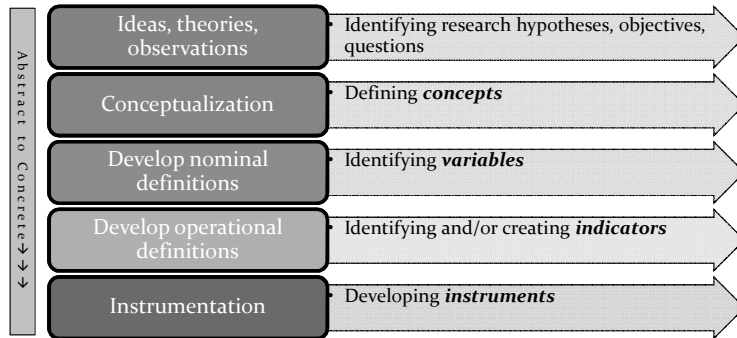 Abstract to Concrete→→→
Ideas, theories,
observations
• Identifying research hypotheses, objectives,
questions
Conceptualization
• Defining concepts
Develop nominal
definitions
• Identifying variables
Develop operational
definitions
• Identifying and/or creating indicators
Instrumentation
• Developing instruments